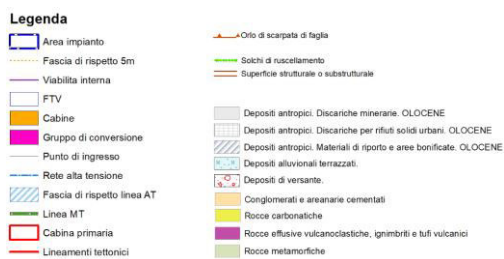 Legenda
Area impianto
Fascia di rispetto 5m
Viabilita interna
FTV
Cabine
Gruppo di conversione
Punto di ingresso
Rete alta tensione
Fascia di rispetto linea AT
Linea MT
Cabina primaria
Lineamenti tettonici
Orlo di scarpata di faglia
Solchi di ruscellamento
Superficie strutturale o substrutturale
Depositi antropici. Discariche minerarie. OLOCENE
Depositi antropici. Discariche per rifiuti solidi urbani. OLOCENE
Depositi antropici. Materiali di riporto e aree bonificate. OLOCENE
Depositi alluvionali terrazzati.
Depositi di versante.
Conglomerati e areanarie cementati
Rocce carbonatiche
Rocce effusive vulcanoclastiche, ignimbriti e tufi vulcanici
Rocce metamorfiche